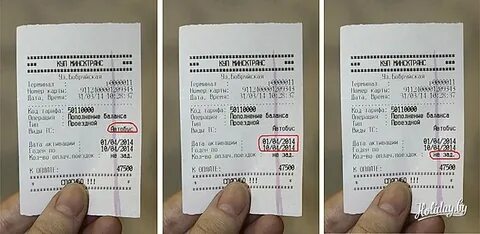 КУП МИНСКТРАНС
Ул.Бобруйская
Терминал :
Номер карты:
Дата, Время :
Код тарифа: 50110000
Операция Пополнение баланса
Тип Проездной
Виды ТС: Автобус
Дата активации 01/04/2014
Годен по 10/04/2014
Кол-во оплач.поездок: не зад.
К ОПЛАТЕ: 47500
СПАСИБО !!!
КУП МИНСКТРАНС
Ул.Бобруйская
Терминал :
Номер карты:
Дата, Время :
Код тарифа: 50110000
Операция Пополнение баланса
Тип Проездной
Виды ТС: Автобус
Дата активации 01/04/2014
Годен по 10/04/2014
Кол-во оплач.поездок: не зад.
К ОПЛАТЕ: 47500
СПАСИБО !!!
КУП МИНСКТРАНС
Ул.Бобруйская
Терминал :
Номер карты:
Дата, Время :
Код тарифа: 50110000
Операция Пополнение баланса
Тип Проездной
Виды ТС: Автобус
Дата активации 01/04/2014
Годен по 10/04/2014
Кол-во оплач.поездок: не зад.
К ОПЛАТЕ: 47500
СПАСИБО !!!
Holiday.by